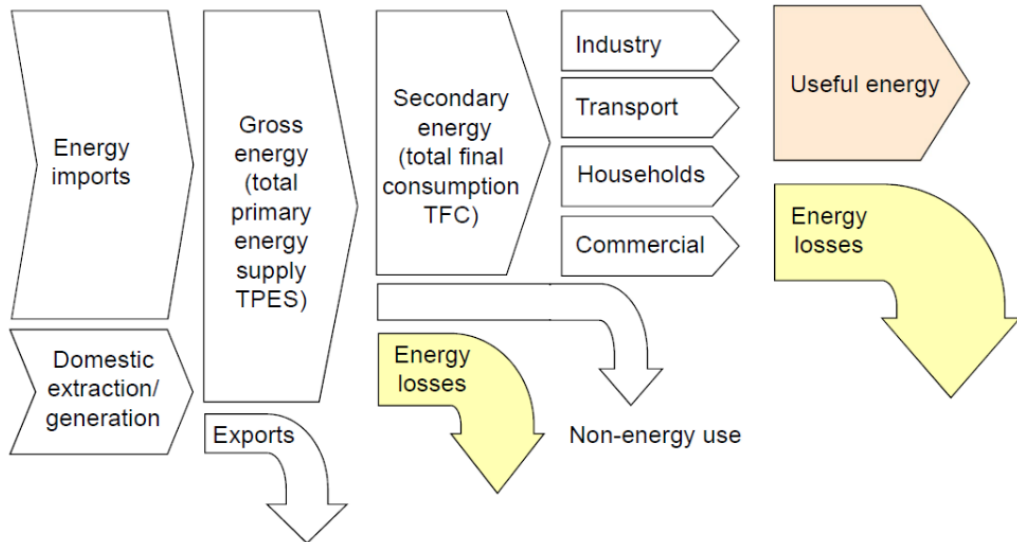 Energy
imports
Domestic
extraction/
generation
Gross
energy
(total
primary
energy
supply
TPES)
Exports
Secondary
energy
(total final
consumption
TFC)
Energy
losses
Non-energy use
Industry
Transport
Households
Commercial
Useful energy
Energy
losses